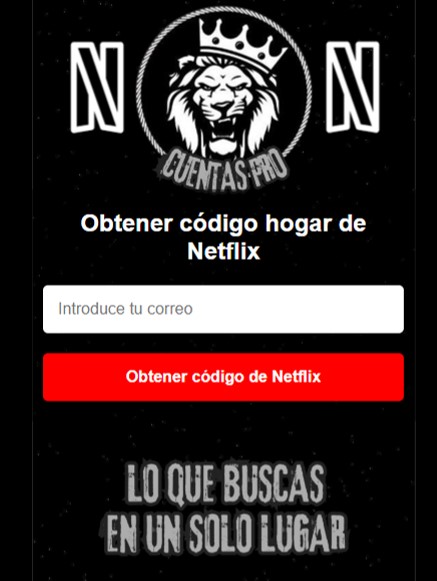 N N
CUENTAS PRO
Obtener código hogar de
Netflix
Introduce tu correo
Obtener código de Netflix
LO QUE BUSCAS
EN UN SOLO LUGAR